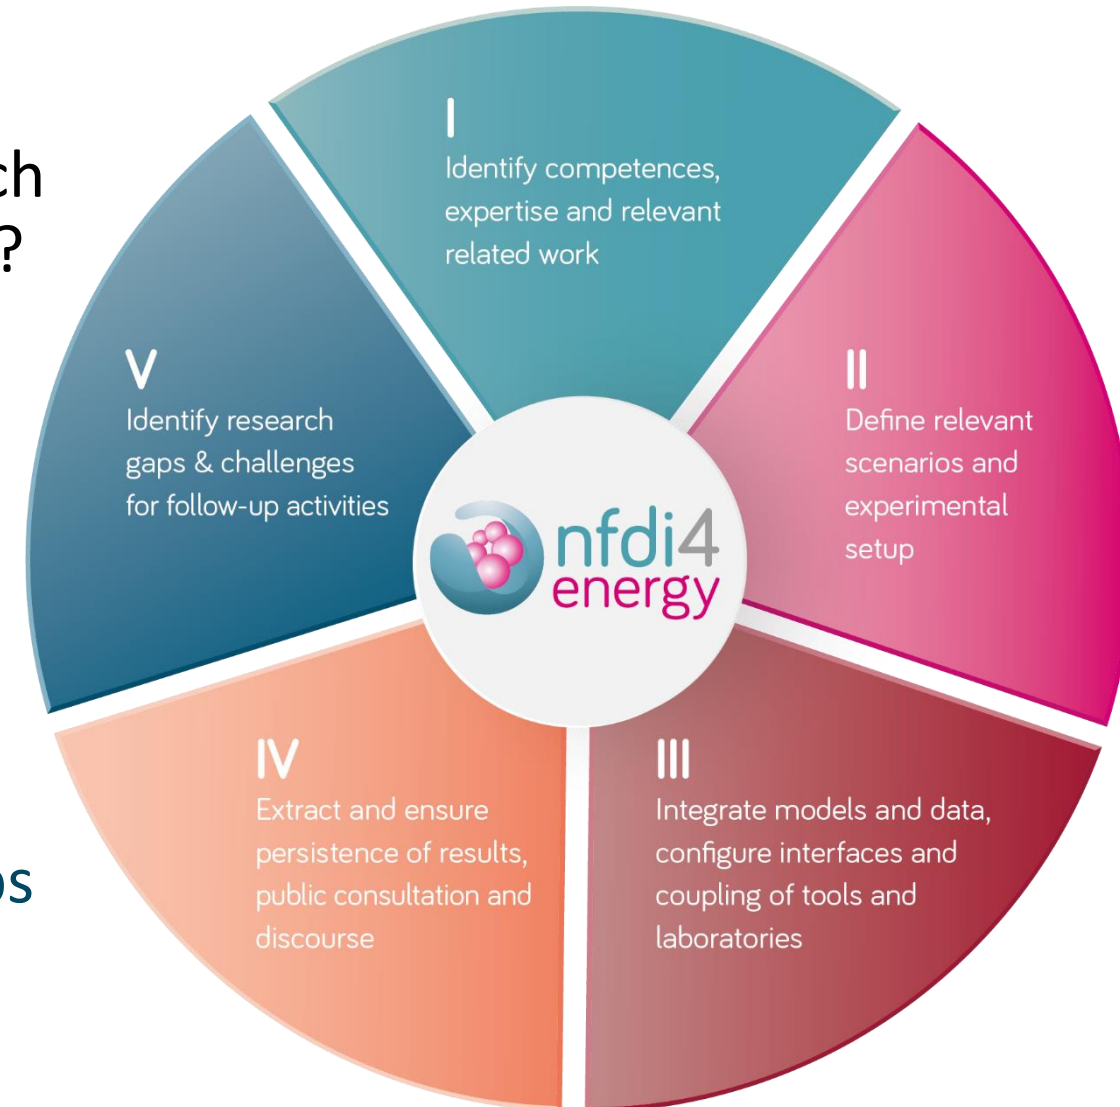 ch
?
I
Identify competences,
expertise and relevant
related work
II
Define relevant
scenarios and
experimental
setup
III
Integrate models and data,
configure interfaces and
coupling of tools and
laboratories
IV
Extract and ensure
persistence of results,
public consultation and
discourse
V
Identify research
gaps & challenges
for follow-up activities
nfdi4
energy
os